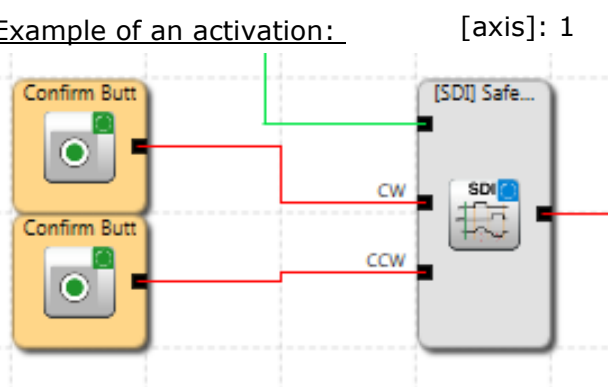 Example of an activation:
[axis]: 1
Confirm Butt
[SDI] Safe...
SDI
CW
Confirm Butt
CCW